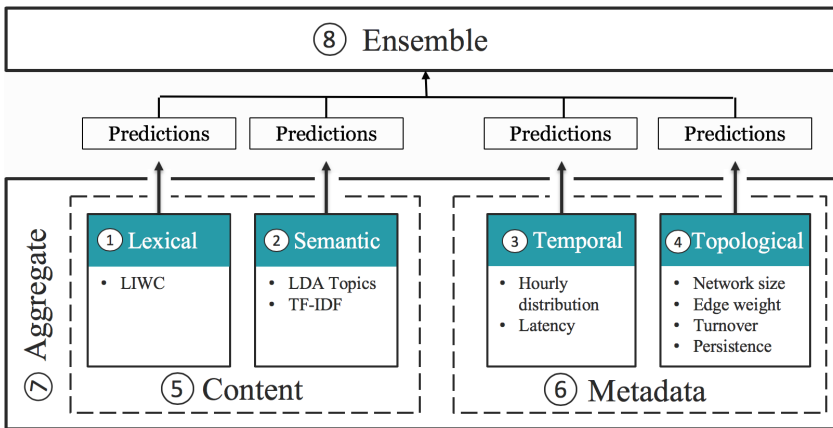 ⑧ Ensemble
Predictions
Predictions
Predictions
Predictions
⑦ Aggregate
① Lexical
• LIWC
② Semantic
• LDA Topics
• TF-IDF
⑤ Content
③ Temporal
• Hourly
distribution
• Latency
④ Topological
• Network size
• Edge weight
• Turnover
• Persistence
⑥ Metadata